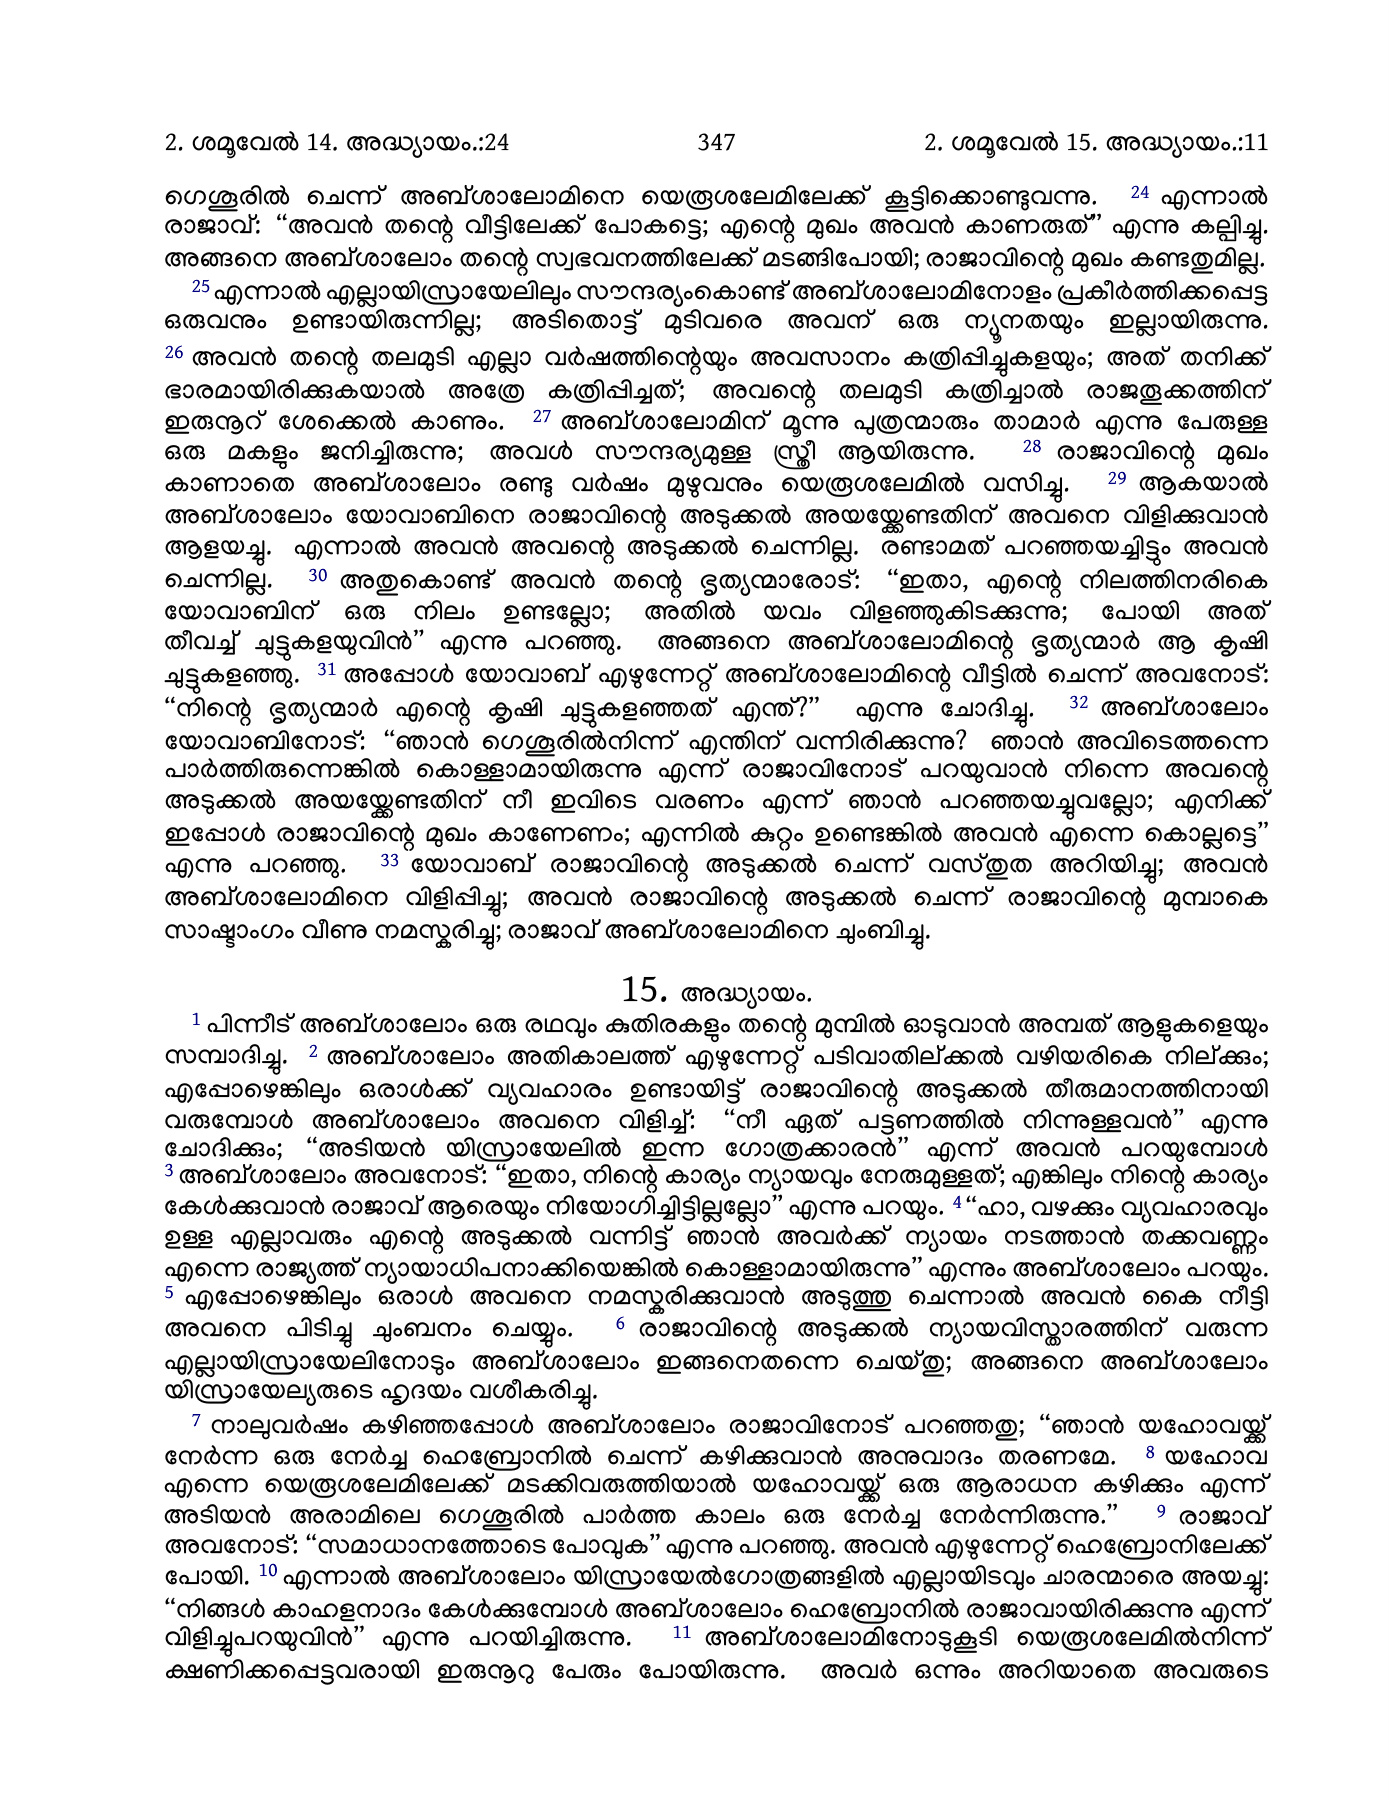 2. ശമൂവേൽ 14. അദ്ധ്യായം.:24 347 2. ശമൂവേൽ 15. അദ്ധ്യായം.:11
ഗെശൂരിൽ ചെന്ന് അബ്ശാലോമിനെ യെരൂശലേമിലേക്ക് കൂട്ടിക്കൊണ്ടുവന്നു. 24 എന്നാൽ
രാജാവ്: “അവൻ തന്റെ വീട്ടിലേക്ക് പോകട്ടെ; എന്റെ മുഖം അവൻ കാണരുത്” എന്നു കല്പിച്ചു.
അങ്ങനെ അബ്ശാലോം തന്റെ സ്വഭവനത്തിലേക്ക് മടങ്ങിപോയി; രാജാവിന്റെ മുഖം കണ്ടതുമില്ല.
25 എന്നാൽ എല്ലായിസ്രായേലിലും സൗന്ദര്യംകൊണ്ട് അബ്ശാലോമിനോളം പ്രകീർത്തിക്കപ്പെട്ട
ഒരുവനും ഉണ്ടായിരുന്നില്ല; അടിതൊട്ട് മുടിവരെ അവന് ഒരു ന്യൂനതയും ഇല്ലായിരുന്നു.
26 അവൻ തന്റെ തലമുടി എല്ലാ വർഷത്തിന്റെയും അവസാനം കത്രിപ്പിച്ചുകളയും; അത് തനിക്ക്
ഭാരമായിരിക്കുകയാൽ അത്രേ കത്രിപ്പിച്ചത്; അവന്റെ തലമുടി കത്രിച്ചാൽ രാജതൂക്കത്തിന്
ഇരുനൂറ് ശേക്കെൽ കാണും. 27 അബ്ശാലോമിന് മൂന്നു പുത്രന്മാരും താമാർ എന്നു പേരുള്ള
ഒരു മകളും ജനിച്ചിരുന്നു; അവൾ സൗന്ദര്യമുള്ള സ്ത്രീ ആയിരുന്നു. 28 രാജാവിന്റെ മുഖം
കാണാതെ അബ്ശാലോം രണ്ടു വർഷം മുഴുവനും യെരൂശലേമിൽ വസിച്ചു. 29 ആകയാൽ
അബ്ശാലോം യോവാബിനെ രാജാവിന്റെ അടുക്കൽ അയയ്ക്കേണ്ടതിന് അവനെ വിളിക്കുവാൻ
ആളയച്ചു. എന്നാൽ അവൻ അവന്റെ അടുക്കൽ ചെന്നില്ല. രണ്ടാമത് പറഞ്ഞയച്ചിട്ടും അവൻ
ചെന്നില്ല. 30 അതുകൊണ്ട് അവൻ തന്റെ ഭൃത്യന്മാരോട്: “ഇതാ, എന്റെ നിലത്തിനരികെ
യോവാബിന് ഒരു നിലം ഉണ്ടല്ലോ; അതിൽ യവം വിളഞ്ഞുകിടക്കുന്നു; പോയി അത്
തീവച്ച് ചുട്ടുകളയുവിൻ” എന്നു പറഞ്ഞു. അങ്ങനെ അബ്ശാലോമിന്റെ ഭൃത്യന്മാർ ആ കൃഷി
ചുട്ടുകളഞ്ഞു. 31 അപ്പോൾ യോവാബ് എഴുന്നേറ്റ് അബ്ശാലോമിന്റെ വീട്ടിൽ ചെന്ന് അവനോട്:
“നിന്റെ ഭൃത്യന്മാർ എന്റെ കൃഷി ചുട്ടുകളഞ്ഞത് എന്ത്?” എന്നു ചോദിച്ചു. 32 അബ്ശാലോം
യോവാബിനോട്: “ഞാൻ ഗെശൂരിൽനിന്ന് എന്തിന് വന്നിരിക്കുന്നു? ഞാൻ അവിടെത്തന്നെ
പാർത്തിരുന്നെങ്കിൽ കൊള്ളാമായിരുന്നു എന്ന് രാജാവിനോട് പറയുവാൻ നിന്നെ അവന്റെ
അടുക്കൽ അയയ്ക്കേണ്ടതിന് നീ ഇവിടെ വരണം എന്ന് ഞാൻ പറഞ്ഞയച്ചുവല്ലോ; എനിക്ക്
ഇപ്പോൾ രാജാവിന്റെ മുഖം കാണേണം; എന്നിൽ കുറ്റം ഉണ്ടെങ്കിൽ അവൻ എന്നെ കൊല്ലട്ടെ”
എന്നു പറഞ്ഞു. 33 യോവാബ് രാജാവിന്റെ അടുക്കൽ ചെന്ന് വസ്തുത അറിയിച്ചു; അവൻ
അബ്ശാലോമിനെ വിളിപ്പിച്ചു; അവൻ രാജാവിന്റെ അടുക്കൽ ചെന്ന് രാജാവിന്റെ മുമ്പാകെ
സാഷ്ടാംഗം വീണു നമസ്കരിച്ചു; രാജാവ് അബ്ശാലോമിനെ ചുംബിച്ചു.
15. അദ്ധ്യായം.
1 പിന്നീട് അബ്ശാലോം ഒരു രഥവും കുതിരകളും തന്റെ മുമ്പിൽ ഓടുവാൻ അമ്പത് ആളുകളെയും
സമ്പാദിച്ചു. 2 അബ്ശാലോം അതികാലത്ത് എഴുന്നേറ്റ് പടിവാതില്ക്കൽ വഴിയരികെ നില്ക്കും;
എപ്പോഴെങ്കിലും ഒരാൾക്ക് വ്യവഹാരം ഉണ്ടായിട്ട് രാജാവിന്റെ അടുക്കൽ തീരുമാനത്തിനായി
വരുമ്പോൾ അബ്ശാലോം അവനെ വിളിച്ച്: “നീ ഏത് പട്ടണത്തിൽ നിന്നുള്ളവൻ” എന്നു
ചോദിക്കും; “അടിയൻ യിസ്രായേലിൽ ഇന്ന ഗോത്രക്കാരൻ” എന്ന് അവൻ പറയുമ്പോൾ
3 അബ്ശാലോം അവനോട്: “ഇതാ, നിന്റെ കാര്യം ന്യായവും നേരുമുള്ളത്; എങ്കിലും നിന്റെ കാര്യം
കേൾക്കുവാൻ രാജാവ് ആരെയും നിയോഗിച്ചിട്ടില്ലല്ലോ” എന്നു പറയും. 4 “ഹാ, വഴക്കും വ്യവഹാരവും
ഉള്ള എല്ലാവരും എന്റെ അടുക്കൽ വന്നിട്ട് ഞാൻ അവർക്ക് ന്യായം നടത്താൻ തക്കവണ്ണം
എന്നെ രാജ്യത്ത് ന്യായാധിപനാക്കിയെങ്കിൽ കൊള്ളാമായിരുന്നു” എന്നും അബ്ശാലോം പറയും.
5 എപ്പോഴെങ്കിലും ഒരാൾ അവനെ നമസ്കരിക്കുവാൻ അടുത്തു ചെന്നാൽ അവൻ കൈ നീട്ടി
അവനെ പിടിച്ചു ചുംബനം ചെയ്യും. 6 രാജാവിന്റെ അടുക്കൽ ന്യായവിസ്താരത്തിന് വരുന്ന
എല്ലായിസ്രായേലിനോടും അബ്ശാലോം ഇങ്ങനെതന്നെ ചെയ്തു; അങ്ങനെ അബ്ശാലോം
യിസ്രായേല്യരുടെ ഹൃദയം വശീകരിച്ചു.
7 നാലുവർഷം കഴിഞ്ഞപ്പോൾ അബ്ശാലോം രാജാവിനോട് പറഞ്ഞതു; “ഞാൻ യഹോവയ്ക്ക്
നേർന്ന ഒരു നേർച്ച ഹെബ്രോനിൽ ചെന്ന് കഴിക്കുവാൻ അനുവാദം തരണമേ. 8 യഹോവ
എന്നെ യെരൂശലേമിലേക്ക് മടക്കിവരുത്തിയാൽ യഹോവയ്ക്ക് ഒരു ആരാധന കഴിക്കും എന്ന്
അടിയൻ അരാമിലെ ഗെശൂരിൽ പാർത്ത കാലം ഒരു നേർച്ച നേർന്നിരുന്നു.” 9 രാജാവ്
അവനോട്: “സമാധാനത്തോടെ പോവുക” എന്നു പറഞ്ഞു. അവൻ എഴുന്നേറ്റ് ഹെബ്രോനിലേക്ക്
പോയി. 10 എന്നാൽ അബ്ശാലോം യിസ്രായേൽഗോത്രങ്ങളിൽ എല്ലായിടവും ചാരന്മാരെ അയച്ചു:
“നിങ്ങൾ കാഹളനാദം കേൾക്കുമ്പോൾ അബ്ശാലോം ഹെബ്രോനിൽ രാജാവായിരിക്കുന്നു എന്ന്
വിളിച്ചുപറയുവിൻ” എന്നു പറയിച്ചിരുന്നു. 11 അബ്ശാലോമിനോടുകൂടി യെരൂശലേമിൽനിന്ന്
ക്ഷണിക്കപ്പെട്ടവരായി ഇരുനൂറു പേരും പോയിരുന്നു. അവർ ഒന്നും അറിയാതെ അവരുടെ